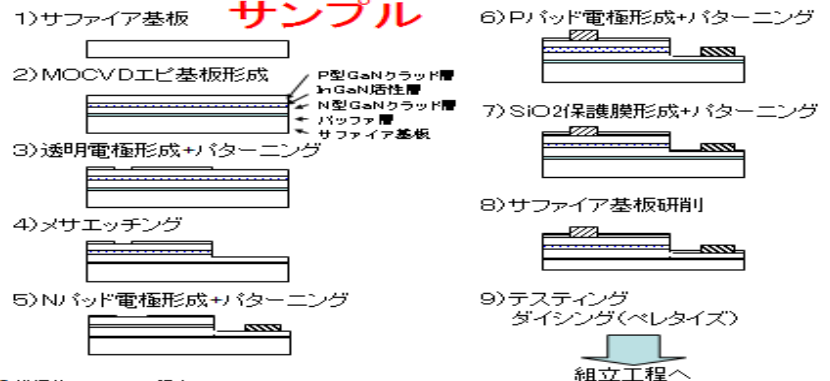 サンプル
1)サファイア基板
2)MOCVDエピ基板形成
P型GaNクラッド層
InGaN活性層
N型GaNクラッド層
バッファ層
サファイア基板
3)透明電極形成+パターニング
4)メサエッチング
5)Nパッド電極形成+パターニング
6)Pパッド電極形成+パターニング
7)SiO2保護膜形成+パターニング
8)サファイア基板研削
9)テスティング
ダイシング(ペレタイズ)
組立工程へ